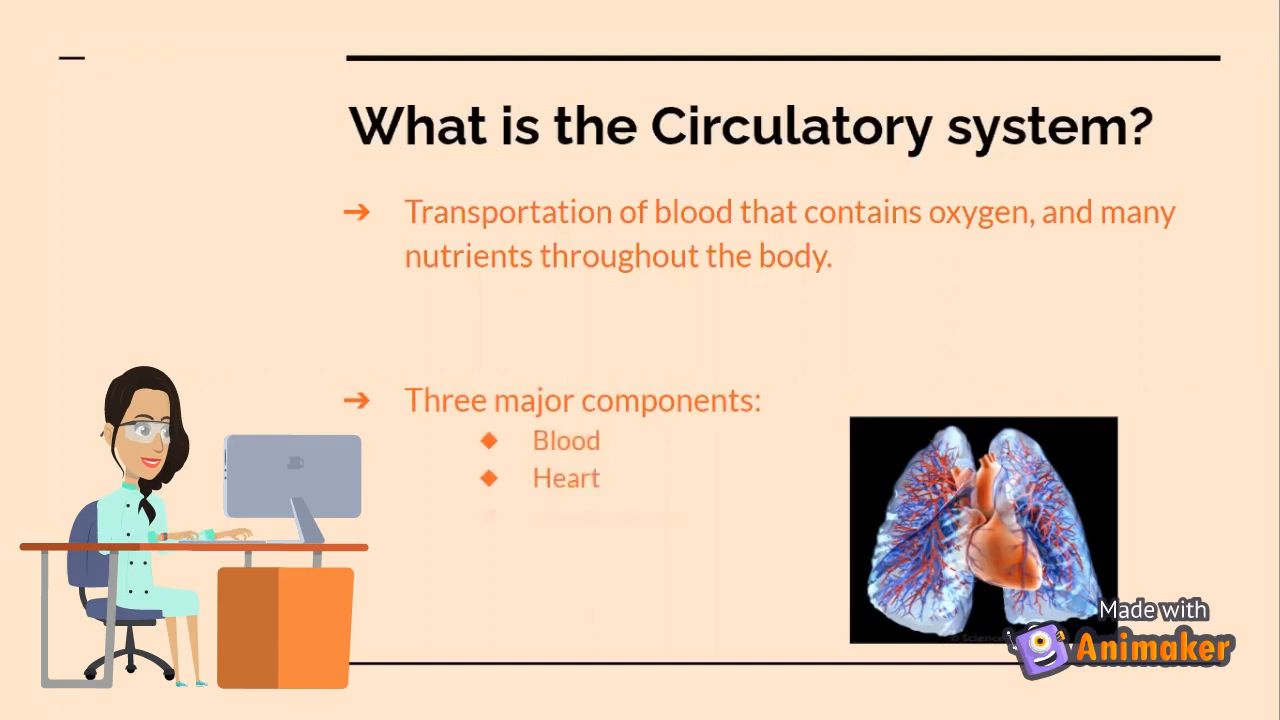 What is the Circulatory system?
➔ Transportation of blood that contains oxygen, and many
nutrients throughout the body.
➔ Three major components:
◆ Blood
◆ Heart
Made with
Animaker